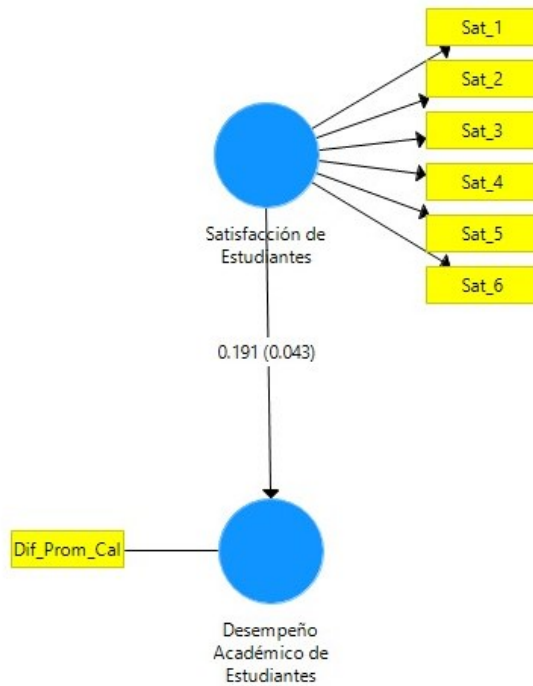 Sat_1
Sat_2
Sat_3
Sat_4
Sat_5
Sat_6
Satisfacción de
Estudiantes
0.191 (0.043)
Dif_Prom_Cal
Desempeño
Académico de
Estudiantes